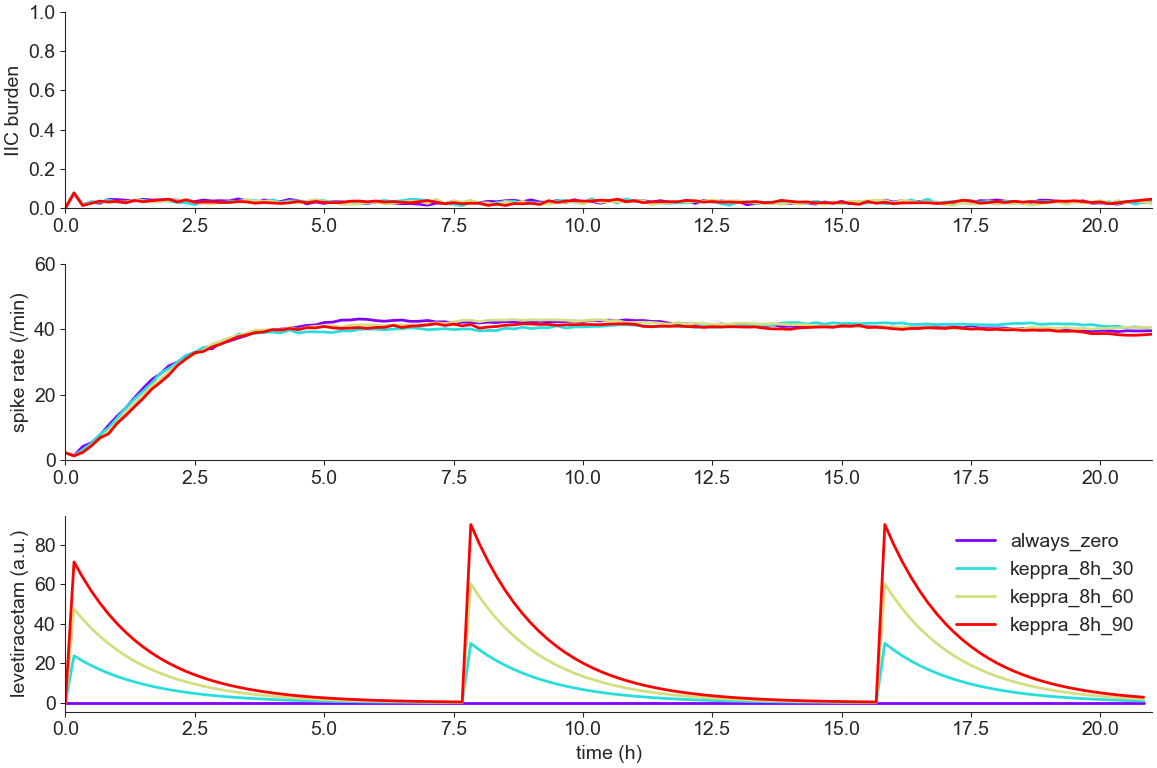 IIC burden
1.0
0.8
0.6
0.4
0.2
0.0
0.0 2.5 5.0 7.5 10.0 12.5 15.0 17.5 20.0
spike rate (/min)
60
40
20
0
0.0 2.5 5.0 7.5 10.0 12.5 15.0 17.5 20.0
levetiracetam (a.u.)
80
60
40
20
0
always_zero
keppra_8h_30
keppra_8h_60
keppra_8h_90
0.0 2.5 5.0 7.5 10.0 12.5 15.0 17.5 20.0
time (h)